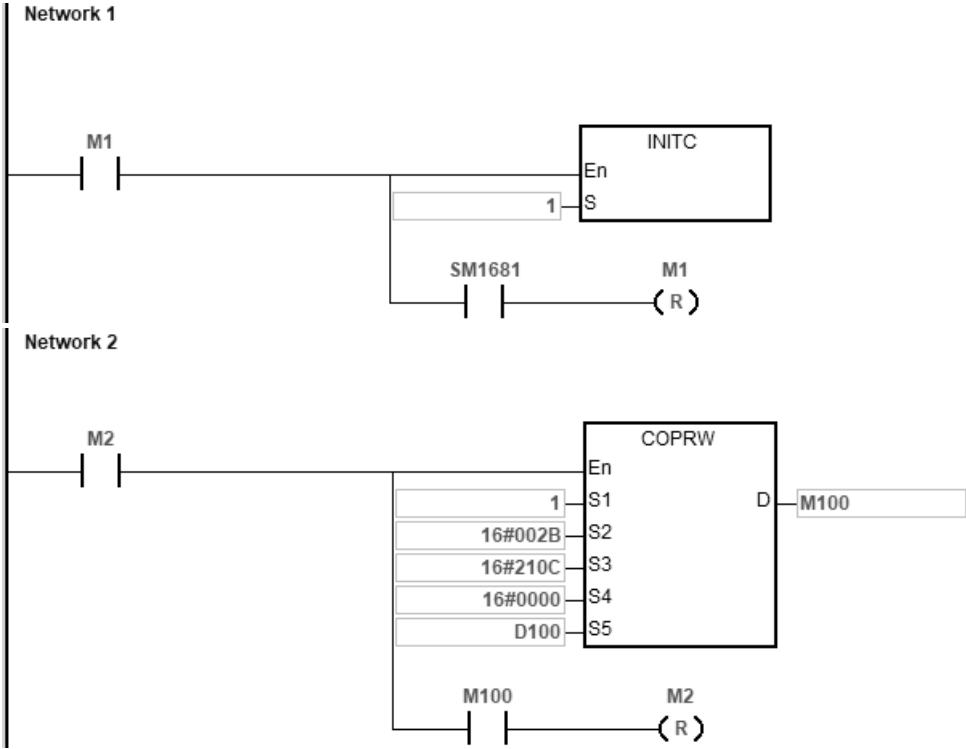 Network 1
M1
INITC
En
1 S
SM1681 M1
R
Network 2
M2
COPRW
En
1 S1 D M100
16#002B S2
16#210C S3
16#0000 S4
D100 S5
M100 M2
R